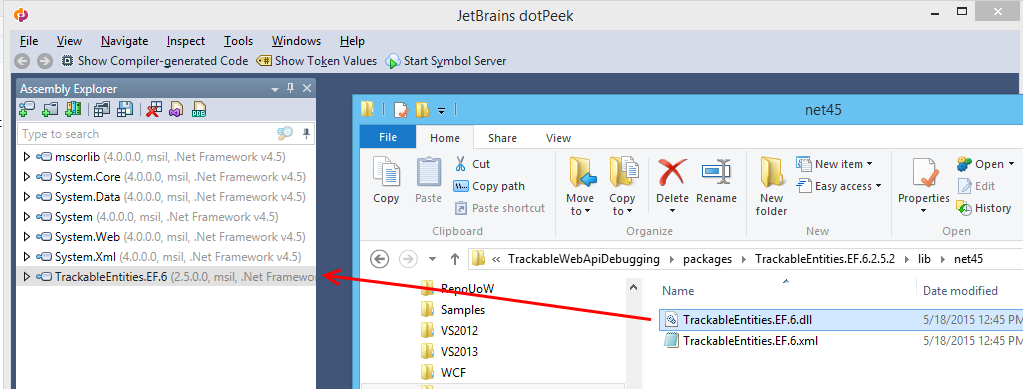 JetBrains dotPeek
File View Navigate Inspect Tools Windows Help
Show Compiler-generated Code Show Token Values Start Symbol Server
Assembly Explorer
Type to search
mscorlib (4.0.0.0, msil, .Net Framework v4.5)
System.Core (4.0.0.0, msil, .Net Framework v4.5)
System.Data (4.0.0.0, msil, .Net Framework v4.5)
System (4.0.0.0, msil, .Net Framework v4.5)
System.Web (4.0.0.0, msil, .Net Framework v4.5)
System.Xml (4.0.0.0, msil, .Net Framework v4.5)
TrackableEntities.EF.6 (2.5.0.0, msil, .Net Framewo
net45
File Home Share View
Copy
Paste
Cut
Copy path
Paste shortcut
Clipboard
Move to
Copy to
Delete
Rename
Organize
New folder
New item
Easy access
New
Properties
Open
Edit
History
Open
TrackableWebApiDebugging packages TrackableEntities.EF.6.2.5.2 lib net45
RepoUoW
Samples
VS2012
VS2013
WCF
Name Date modified
TrackableEntities.EF.6.dll 5/18/2015 12:45 PM
TrackableEntities.EF.6.xml 5/18/2015 12:45 PM